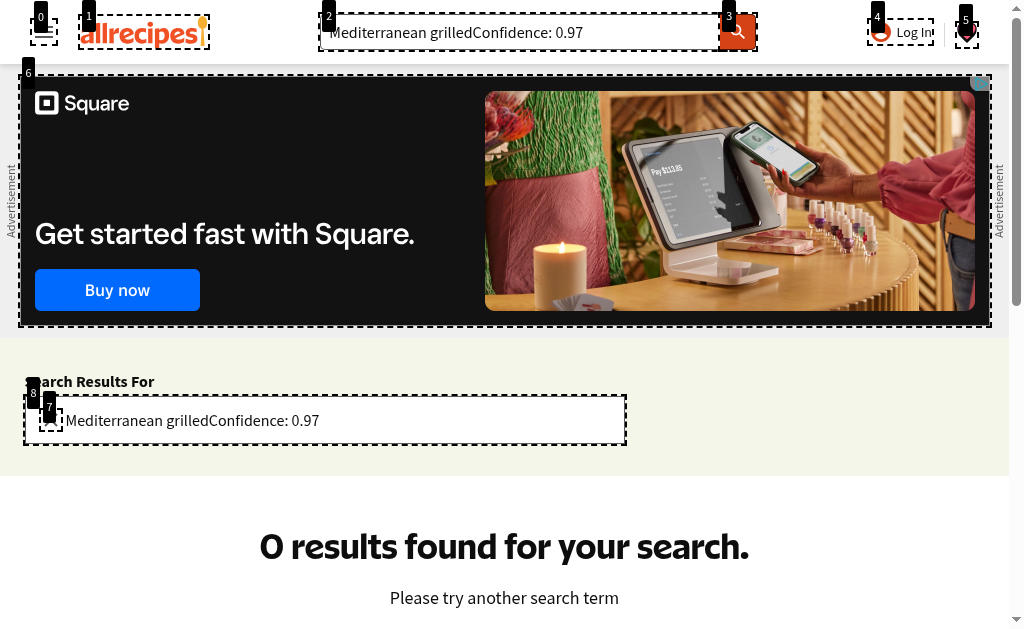 0
1
2
3
4
5
allrecipes
Mediterranean grilledConfidence: 0.97
Log In
6
Square
Advertisement
Advertisement
Pay $113.85
Get started fast with Square.
Buy now
Search Results For
8
7
Mediterranean grilledConfidence: 0.97
0 results found for your search.
Please try another search term